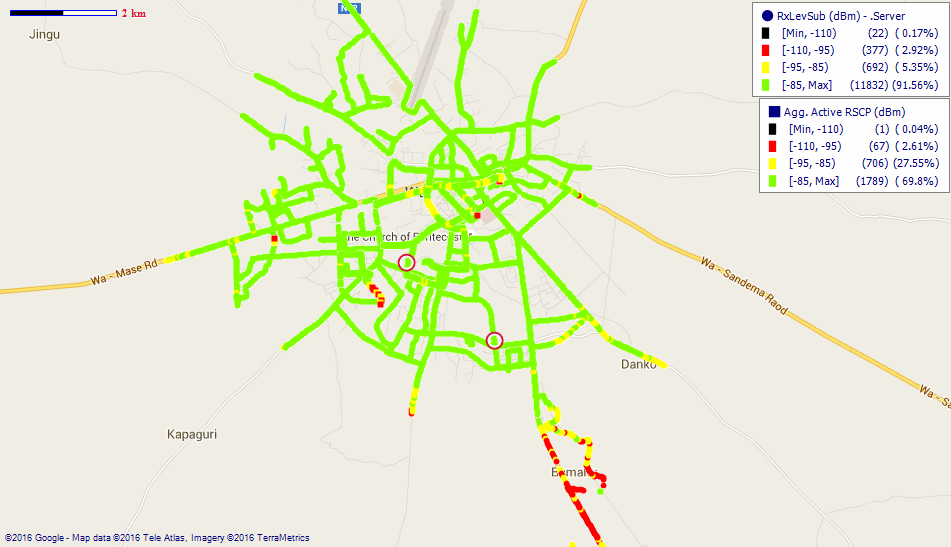 2 km
Jingu
RxLevSub (dBm) - .Server
[Min, -110) (22) ( 0.17%)
[-110, -95) (377) ( 2.92%)
[-95, -85) (692) ( 5.35%)
[-85, Max] (11832) (91.56%)
Agg. Active RSCP (dBm)
[Min, -110) (1) ( 0.04%)
[-110, -95) (67) ( 2.61%)
[-95, -85) (706) (27.55%)
[-85, Max] (1789) ( 69.8%)
Church of
Wa - Mase Rd
Wa - Sandema Raod
Danko
Kapaguri
©2016 Google - Map data ©2016 Tele Atlas, Imagery ©2016 TerraMetrics